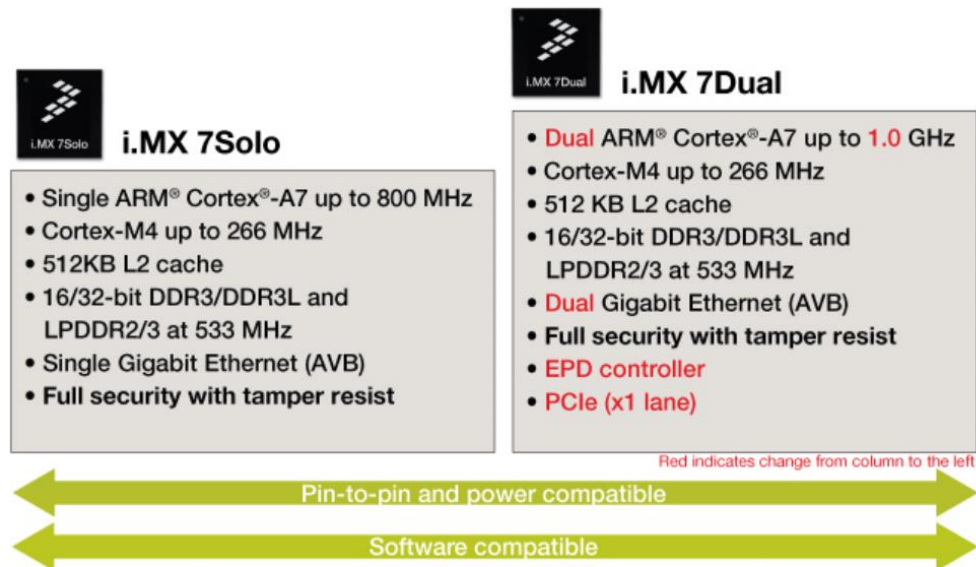 i.MX 7Solo
i.MX 7Solo
• Single ARM® Cortex®-A7 up to 800 MHz
• Cortex-M4 up to 266 MHz
• 512KB L2 cache
• 16/32-bit DDR3/DDR3L and
LPDDR2/3 at 533 MHz
• Single Gigabit Ethernet (AVB)
• Full security with tamper resist
i.MX 7Dual
i.MX 7Dual
• Dual ARM® Cortex®-A7 up to 1.0 GHz
• Cortex-M4 up to 266 MHz
• 512 KB L2 cache
• 16/32-bit DDR3/DDR3L and
LPDDR2/3 at 533 MHz
• Dual Gigabit Ethernet (AVB)
• Full security with tamper resist
• EPD controller
• PCIe (x1 lane)
Red indicates change from column to the left
Pin-to-pin and power compatible
Software compatible